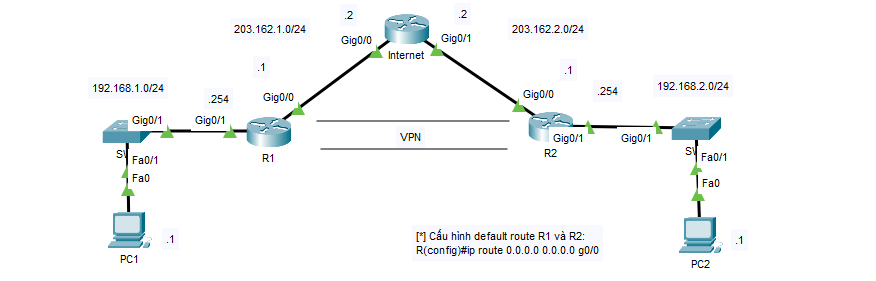 .2
.2
203.162.1.0/24
203.162.2.0/24
Gig0/0
Gig0/1
Internet
.1
.1
192.168.1.0/24
192.168.2.0/24
.254
.254
Gig0/0
Gig0/0
Gig0/1
Gig0/1
Gig0/1
Gig0/1
VPN
R1
R2
Fa0/1
Fa0/1
Fa0
Fa0
.1
.1
PC1
PC2
[*] Cấu hình default route R1 và R2:
R(config)#ip route 0.0.0.0 0.0.0.0 g0/0